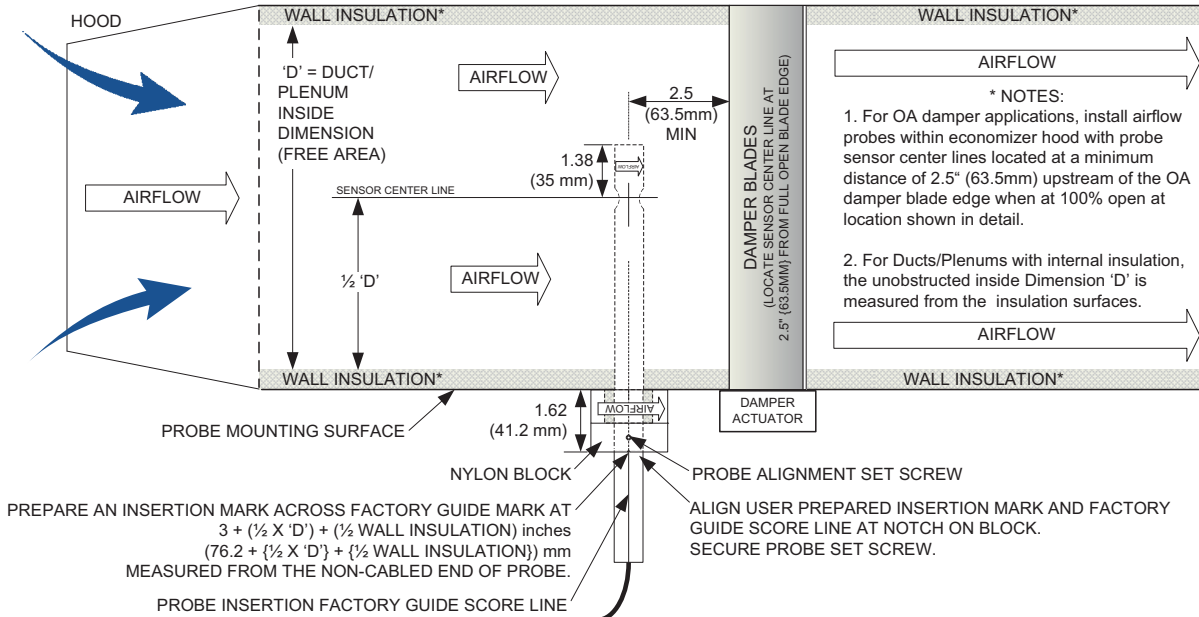 HOOD
WALL INSULATION*
WALL INSULATION*
'D' = DUCT/
PLENUM
INSIDE
DIMENSION
(FREE AREA)
AIRFLOW
2.5
(63.5mm)
MIN
1.38
(35 mm)
AIRFLOW
SENSOR CENTER LINE
AIRFLOW
½ 'D'
AIRFLOW
DAMPER BLADES
(LOCATE SENSOR CENTER LINE AT
2.5" {63.5MM} FROM FULL OPEN BLADE EDGE)
AIRFLOW
* NOTES:
1. For OA damper applications, install airflow
probes within economizer hood with probe
sensor center lines located at a minimum
distance of 2.5" (63.5mm) upstream of the OA
damper blade edge when at 100% open at
location shown in detail.
2. For Ducts/Plenums with internal insulation,
the unobstructed inside Dimension 'D' is
measured from the insulation surfaces.
AIRFLOW
WALL INSULATION*
WALL INSULATION*
1.62
(41.2 mm)
AIRFLOW
AIRFLOW
DAMPER
ACTUATOR
PROBE MOUNTING SURFACE
NYLON BLOCK
PROBE ALIGNMENT SET SCREW
PREPARE AN INSERTION MARK ACROSS FACTORY GUIDE MARK AT
3 + (½ X 'D') + (½ WALL INSULATION) inches
(76.2 + {½ X 'D'} + {½ WALL INSULATION}) mm
MEASURED FROM THE NON-CABLED END OF PROBE.
ALIGN USER PREPARED INSERTION MARK AND FACTORY
GUIDE SCORE LINE AT NOTCH ON BLOCK.
SECURE PROBE SET SCREW.
PROBE INSERTION FACTORY GUIDE SCORE LINE